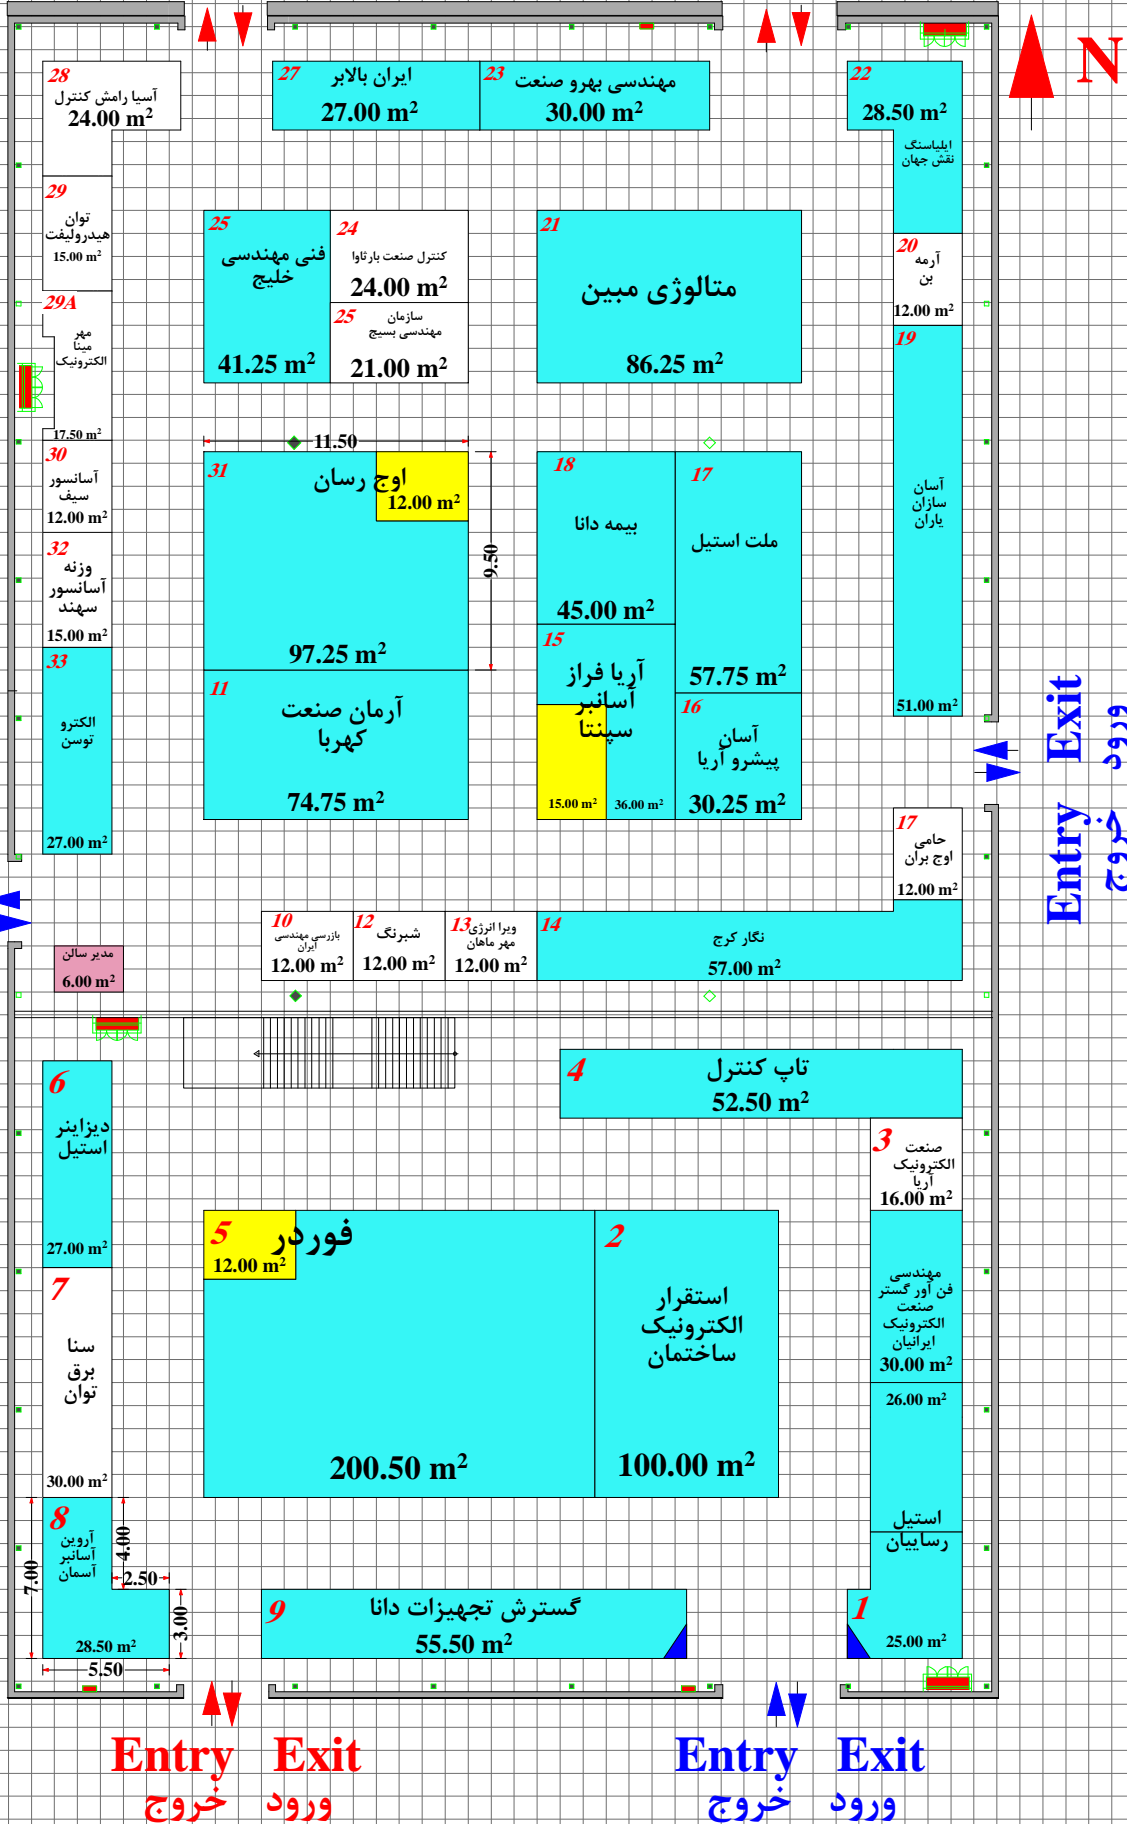 N
28
آسیا رامش کنترل
24.00 m²
27
ایران بالابر
27.00 m²
23
مهندسی بهرو صنعت
30.00 m²
22
28.50 m²
ایلیاسنگ
نقش جهان
29
توان
هیدرولیفت
15.00 m²
25
فنی مهندسی
خلیج
41.25 m²
24
کنترل صنعت بارثاوا
24.00 m²
25
سازمان
مهندسی بسیج
21.00 m²
21
متالوژی مبین
86.25 m²
20
آرمه
بن
12.00 m²
29A
مهر
مینا
الکترونیک
17.50 m²
19
آسان
سازان
یاران
51.00 m²
30
آسانسور
سیف
12.00 m²
11.50
31
اوج رسان
12.00 m²
97.25 m²
9.50
18
بیمه دانا
45.00 m²
17
ملت استیل
57.75 m²
32
وزنه
آسانسور
سهند
15.00 m²
33
الکترو
توسن
27.00 m²
11
آرمان صنعت
کهربا
74.75 m²
15
آریا فراز
آسانبر
سپنتا
15.00 m²
36.00 m²
16
آسان
پیشرو آریا
30.25 m²
Entry Exit
ورود خروج
17
حامی
اوج بران
12.00 m²
10
بازرسی مهندسی
ایران
12.00 m²
12
شبرنگ
12.00 m²
13
ویرا انرژی
مهر ماهان
12.00 m²
14
نگار کرج
57.00 m²
مدیر سالن
6.00 m²
4
تاپ کنترل
52.50 m²
6
دیزاینر
استیل
27.00 m²
3
صنعت
الکترونیک
آریا
16.00 m²
5
فوردر
12.00 m²
200.50 m²
2
استقرار
الکترونیک
ساختمان
100.00 m²
مهندسی
فن آور گستر
صنعت
الکترونیک
ایرانیان
30.00 m²
26.00 m²
7
سنا
برق
توان
30.00 m²
استیل
رساییان
8
آروین
آسانبر
آسمان
28.50 m²
7.00
4.00
2.50
3.00
5.50
9
گسترش تجهیزات دانا
55.50 m²
1
25.00 m²
Entry Exit
ورود خروج
Entry Exit
ورود خروج